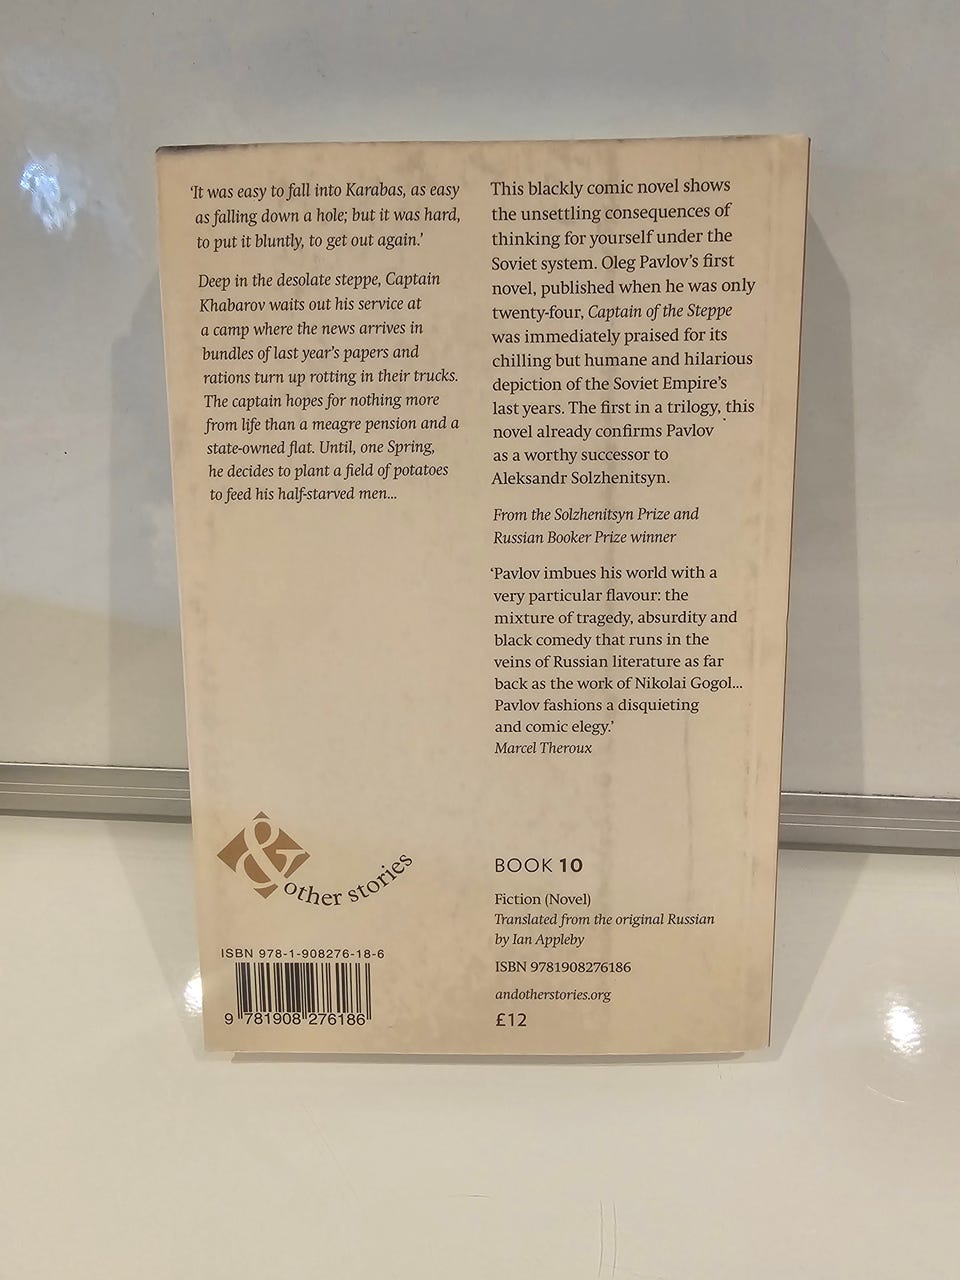 ‘It was easy to fall into Karabas, as easy
as falling down a hole; but it was hard,
to put it bluntly, to get out again.’
Deep in the desolate steppe, Captain
Khabarov waits out his service at
a camp where the news arrives in
bundles of last year’s papers and
rations turn up rotting in their trucks.
The captain hopes for nothing more
from life than a meagre pension and a
state-owned flat. Until, one Spring,
he decides to plant a field of potatoes
to feed his half-starved men...
& other stories
ISBN 978-1-908276-18-6
9 781908 276186
This blackly comic novel shows
the unsettling consequences of
thinking for yourself under the
Soviet system. Oleg Pavlov’s first
novel, published when he was only
twenty-four, Captain of the Steppe
was immediately praised for its
chilling but humane and hilarious
depiction of the Soviet Empire’s
last years. The first in a trilogy, this
novel already confirms Pavlov
as a worthy successor to
Aleksandr Solzhenitsyn.
From the Solzhenitsyn Prize and
Russian Booker Prize winner
‘Pavlov imbues his world with a
very particular flavour: the
mixture of tragedy, absurdity and
black comedy that runs in the
veins of Russian literature as far
back as the work of Nikolai Gogol...
Pavlov fashions a disquieting
and comic elegy.’
Marcel Theroux
BOOK 10
Fiction (Novel)
Translated from the original Russian
by Ian Appleby
ISBN 9781908276186
andotherstories.org
£12